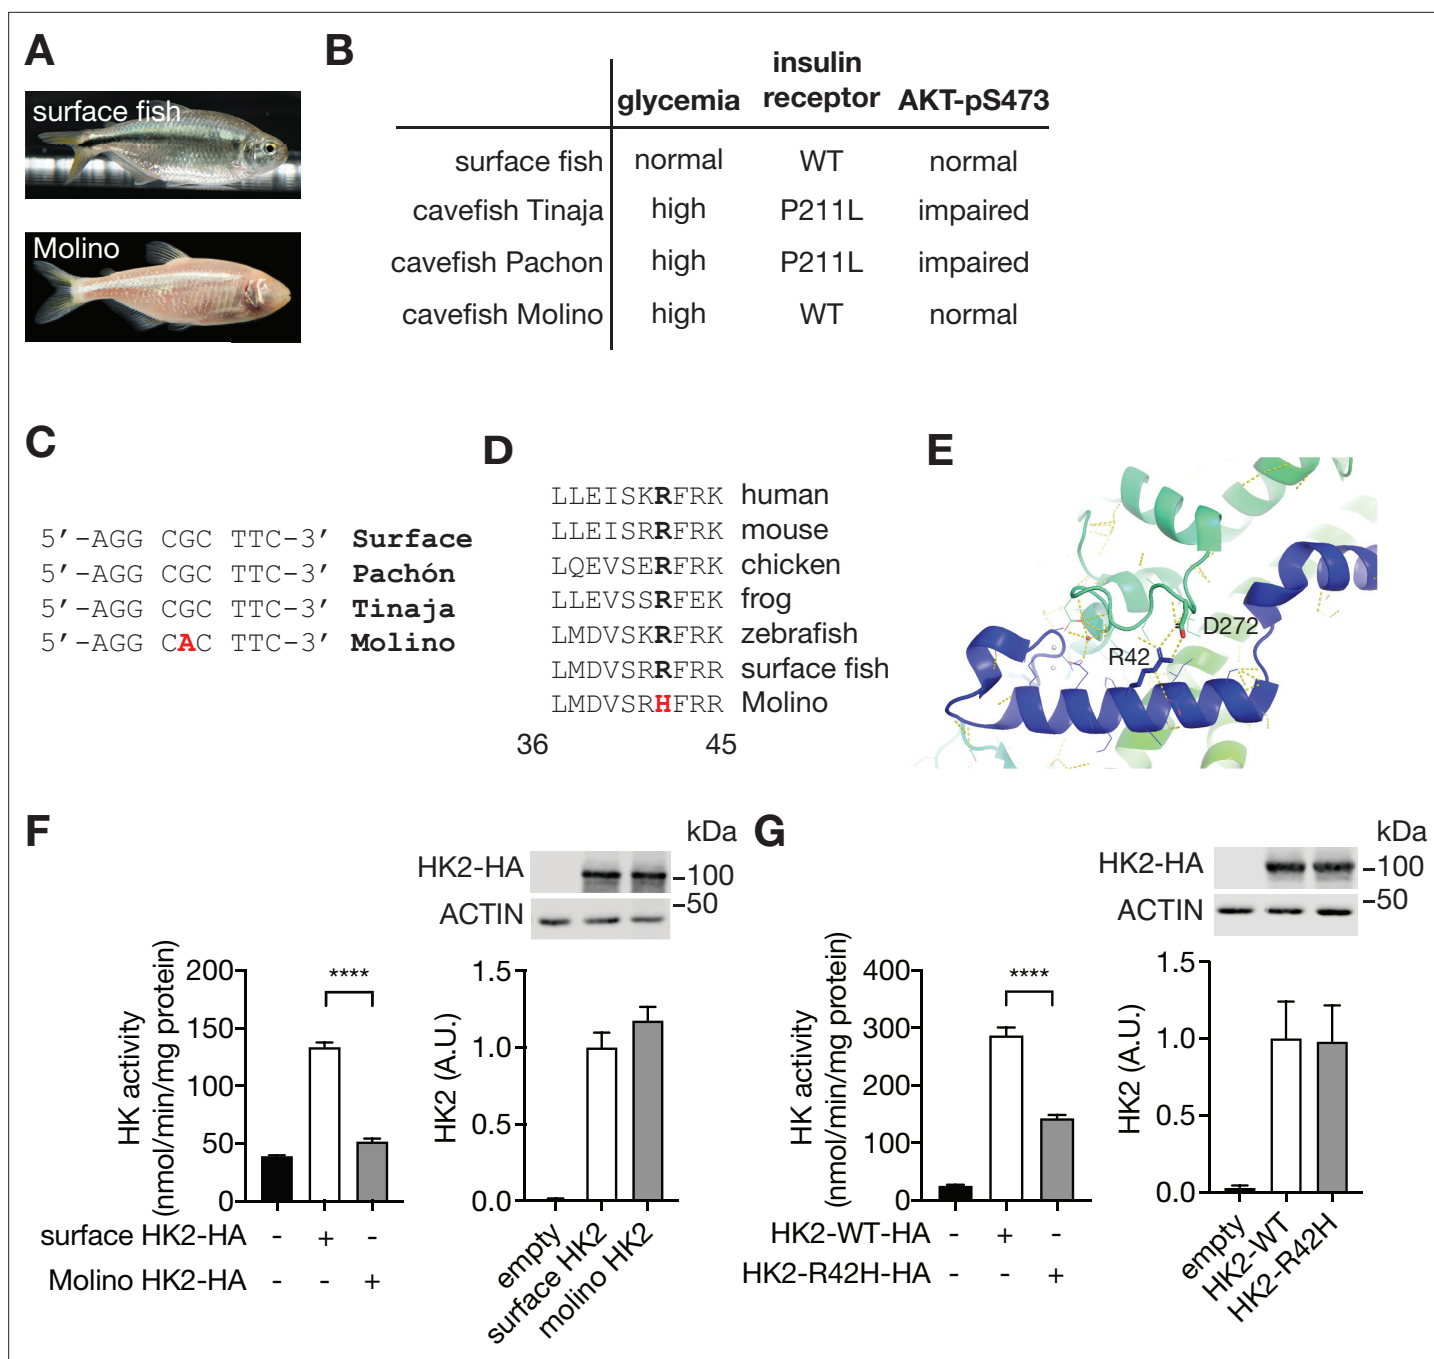 A
surface fish
Molino
B
glycemia insulin receptor AKT-pS473
surface fish normal WT normal
cavefish Tinaja high P211L impaired
cavefish Pachon high P211L impaired
cavefish Molino high WT normal
C
5’-AGG CGC TTC-3’ Surface
5’-AGG CGC TTC-3’ Pachón
5’-AGG CGC TTC-3’ Tinaja
5’-AGG CAC TTC-3’ Molino
D
LLEISKRFRK human
LLEISRRFRK mouse
LQEVSERFRK chicken
LLEVSSRFEK frog
LMDVSKRFRK zebrafish
LMDVSRRFRR surface fish
LMDVSRHFRR Molino
36 45
E
R42
D272
F
HK activity
(nmol/min/mg protein)
200
150
100
50
0
****
surface HK2-HA - + -
Molino HK2-HA - - +
kDa
HK2-HA
-100
-50
ACTIN
HK2 (A.U.)
1.5
1.0
0.5
0.0
empty
surface HK2
molino HK2
G
HK activity
(nmol/min/mg protein)
400
300
200
100
0
****
HK2-WT-HA - + -
HK2-R42H-HA - - +
kDa
HK2-HA
-100
-50
ACTIN
HK2 (A.U.)
1.5
1.0
0.5
0.0
empty
HK2-WT
HK2-R42H